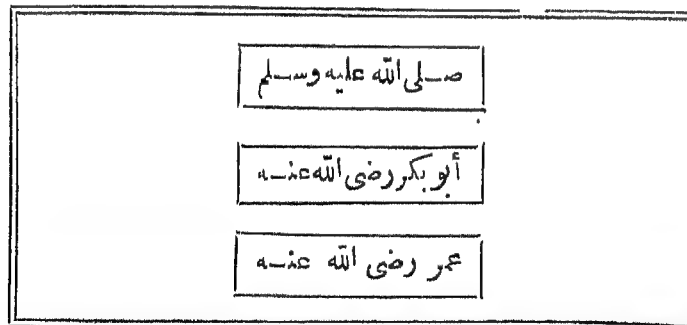 صلى الله عليه وسلم
أبو بكر رضى الله عنه
عمر رضى الله عنه